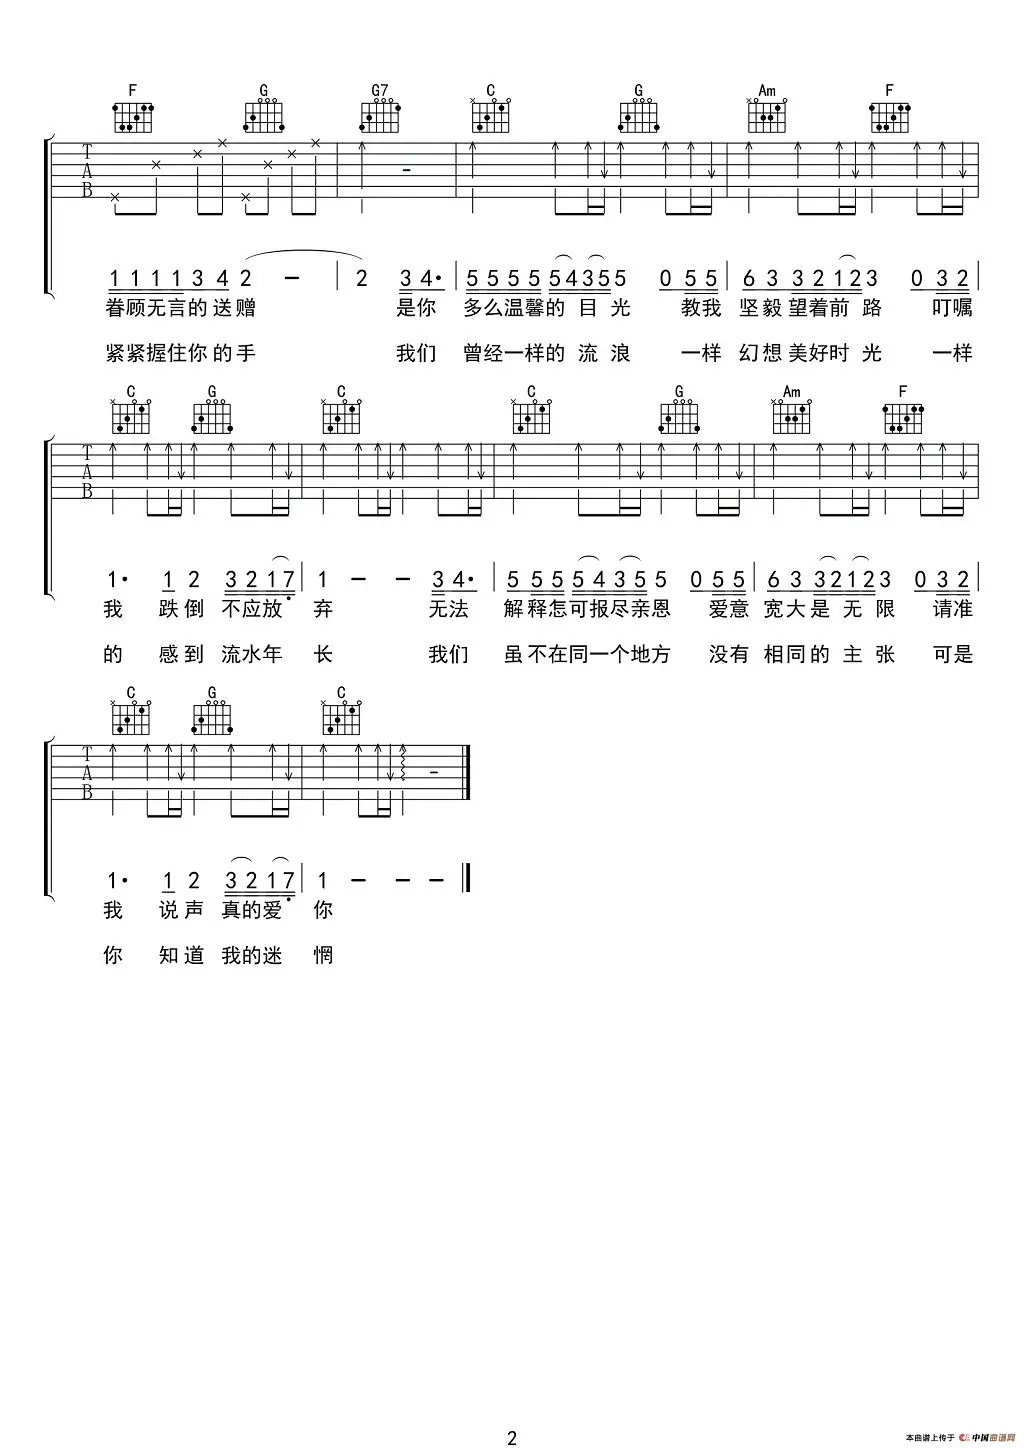 F G G7 C G Am F
T
A
B
1 1 1 1 3 4 2 – | 2 3 4· | 5 5 5 5 5 4 3 5 5 0 5 5 | 6 3 3 2 1 2 3 0 3 2 |
眷顾无言的送赠 是你 多么温馨的目光 教我 坚毅望着前路 叮嘱
紧紧握住你的手 我们 曾经一样的流浪 一样 幻想美好时光 一样
C G C C G Am F
T
A
B
1· 1 2 3 2 1 7 | 1 – – 3 4· | 5 5 5 5 4 3 5 5 0 5 5 | 6 3 3 2 1 2 3 0 3 2 |
我 跌倒 不应放弃 无法 解释怎可报尽亲恩 爱意 宽大是无限 请准
的 感到 流水年长 我们 虽不在同一个地方 没有 相同的主张 可是
C G C
T
A
B
1· 1 2 3 2 1 7 | 1 – – –
我 说声 真的爱你
你 知道 我的迷惘
2
本曲谱上传于 中国曲谱网